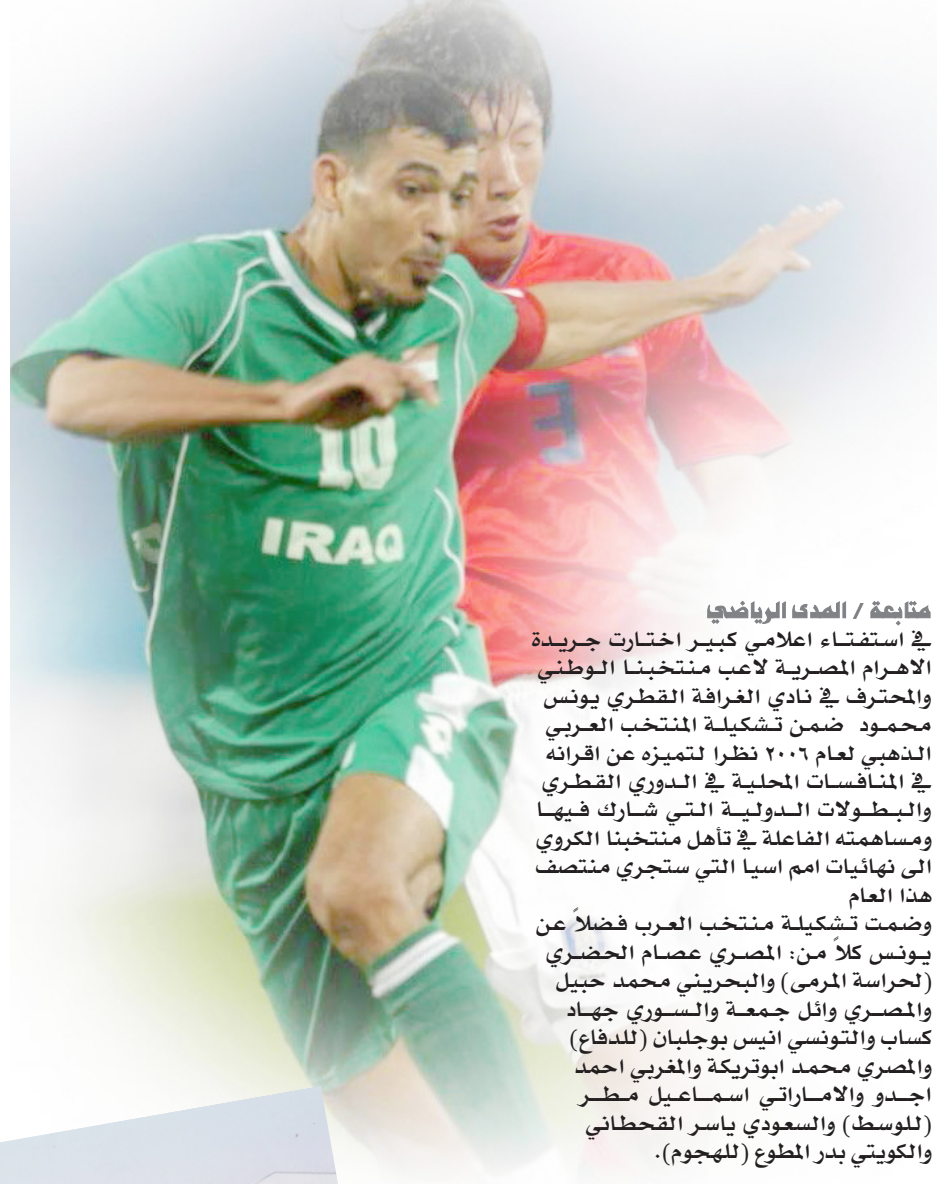 10
IRAQ
3
متابعة / المدى الرياضي
في استفتاء اعلامي كبير اختارت جريدة
الاهرام المصرية لاعب منتخبنا الوطني
والمحترف في نادي الغرافة القطري يونس
محمود ضمن تشكيلة المنتخب العربي
الذهبي لعام ٢٠٠٦ نظرا لتميزه عن اقرانه
في المنافسات المحلية في الدوري القطري
والبطولات الدولية التي شارك فيها
ومساهمته الفاعلة في تأهل منتخبنا الكروي
الى نهائيات امم اسيا التي ستجري منتصف
هذا العام
وضمت تشكيلة منتخب العرب فضلاً عن
يونس كلاً من: المصري عصام الحضري
(لحراسة المرمى) والبحريني محمد حبيل
والمصري وائل جمعة والسوري جهاد
كساب والتونسي انيس بوجلبان (للدفاع)
والمصري محمد ابوتريكة والمغربي احمد
اجدو والاماراتي اسماعيل مطر
(للوسط) والسعودي ياسر القحطاني
والكويتي بدر المطوع (للهجوم).